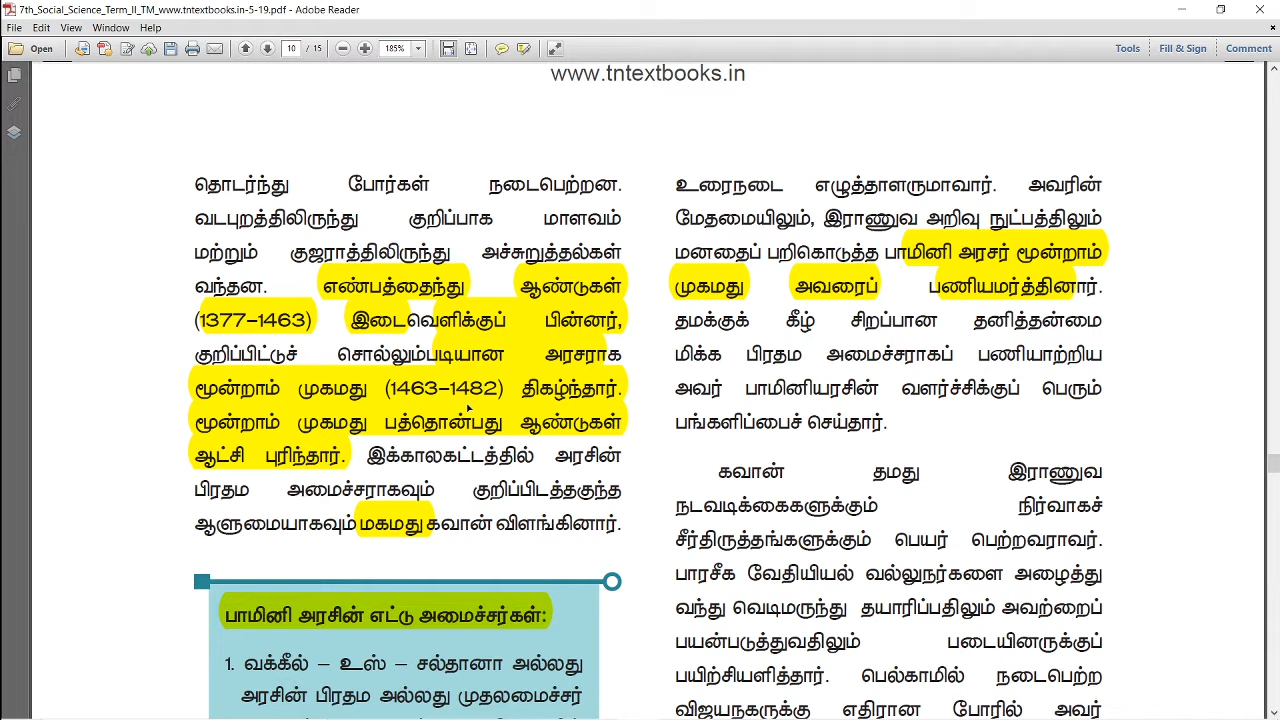 7th_Social_Science_Term_II_TM_www.tntextbooks.in-5-19.pdf - Adobe Reader
File Edit View Window Help
Open 10 / 15 185% Tools Fill & Sign Comment
www.tntextbooks.in
தொடர்ந்து போர்கள் நடைபெற்றன.
வடபுறத்திலிருந்து குறிப்பாக மாளவம்
மற்றும் குஜராத்திலிருந்து அச்சுறுத்தல்கள்
வந்தன. எண்பத்தைந்து ஆண்டுகள்
(1377–1463) இடைவெளிக்குப் பின்னர்,
குறிப்பிட்டுச் சொல்லும்படியான அரசராக
மூன்றாம் முகமது (1463–1482) திகழ்ந்தார்.
மூன்றாம் முகமது பத்தொன்பது ஆண்டுகள்
ஆட்சி புரிந்தார். இக்காலகட்டத்தில் அரசின்
பிரதம அமைச்சராகவும் குறிப்பிடத்தகுந்த
ஆளுமையாகவும் மகமது கவான் விளங்கினார்.
பாமினி அரசின் எட்டு அமைச்சர்கள்:
1. வக்கீல் – உஸ் – சல்தானா அல்லது
அரசின் பிரதம அல்லது முதலமைச்சர்
உரைநடை எழுத்தாளருமாவார். அவரின்
மேதமையிலும், இராணுவ அறிவு நுட்பத்திலும்
மனதைப் பறிகொடுத்த பாமினி அரசர் மூன்றாம்
முகமது அவரைப் பணியமர்த்தினார்.
தமக்குக் கீழ் சிறப்பான தனித்தன்மை
மிக்க பிரதம அமைச்சராகப் பணியாற்றிய
அவர் பாமினியரசின் வளர்ச்சிக்குப் பெரும்
பங்களிப்பைச் செய்தார்.
கவான் தமது இராணுவ
நடவடிக்கைகளுக்கும் நிர்வாகச்
சீர்திருத்தங்களுக்கும் பெயர் பெற்றவராவர்.
பாரசீக வேதியியல் வல்லுநர்களை அழைத்து
வந்து வெடிமருந்து தயாரிப்பதிலும் அவற்றைப்
பயன்படுத்துவதிலும் படையினருக்குப்
பயிற்சியளித்தார். பெல்காமில் நடைபெற்ற
விஜயநகருக்கு எதிரான போரில் அவர்